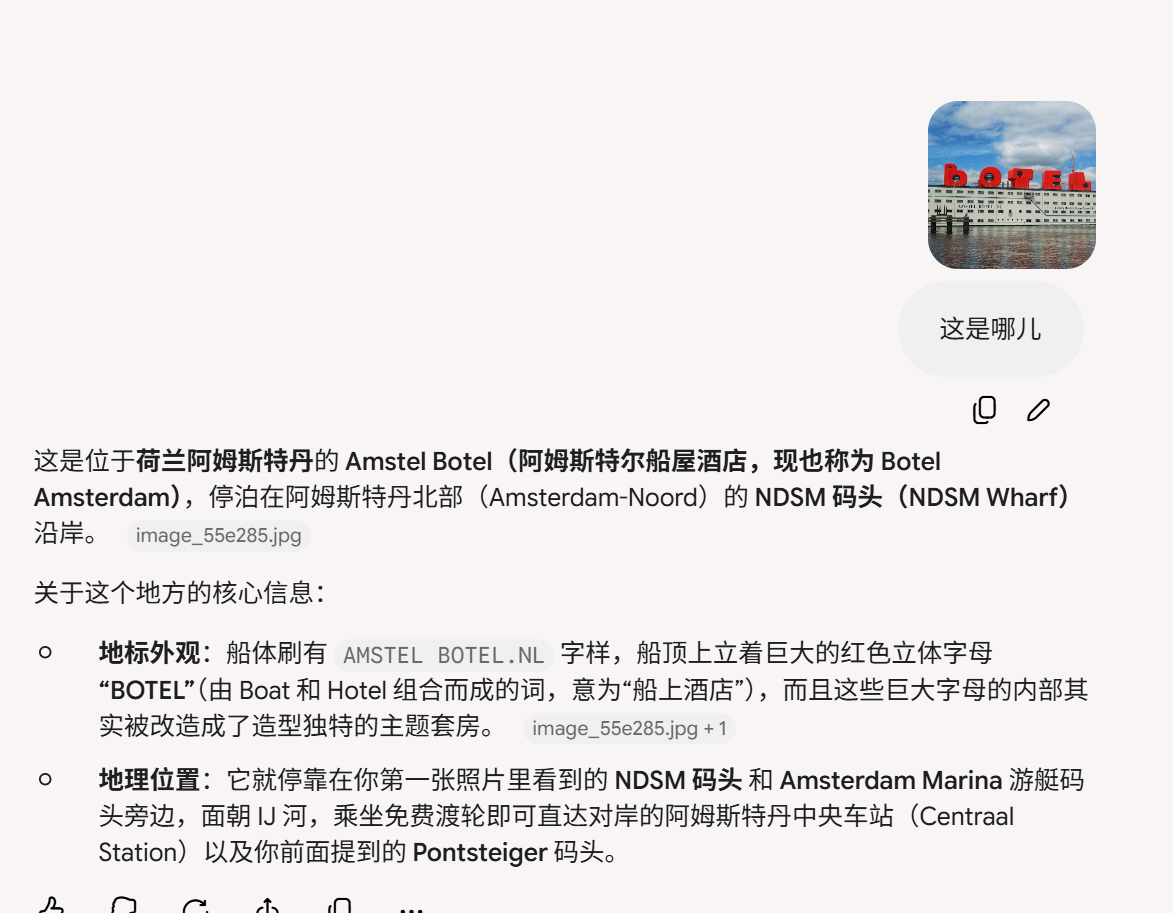 BOTEL
AMSTEL BOTEL.NL
这是哪儿
这是位于荷兰阿姆斯特丹的 Amstel Botel（阿姆斯特尔船屋酒店，现也称为 Botel
Amsterdam），停泊在阿姆斯特丹北部（Amsterdam-Noord）的 NDSM 码头（NDSM Wharf）
沿岸。 image_55e285.jpg
关于这个地方的核心信息：
地标外观：船体刷有 AMSTEL BOTEL.NL 字样，船顶上立着巨大的红色立体字母
“BOTEL”（由 Boat 和 Hotel 组合而成的词，意为“船上酒店”），而且这些巨大字母的内部其
实被改造成了造型独特的主题套房。 image_55e285.jpg + 1
地理位置：它就停靠在你第一张照片里看到的 NDSM 码头 和 Amsterdam Marina 游艇码
头旁边，面朝 IJ 河，乘坐免费渡轮即可直达对岸的阿姆斯特丹中央车站（Centraal
Station）以及你前面提到的 Pontsteiger 码头。